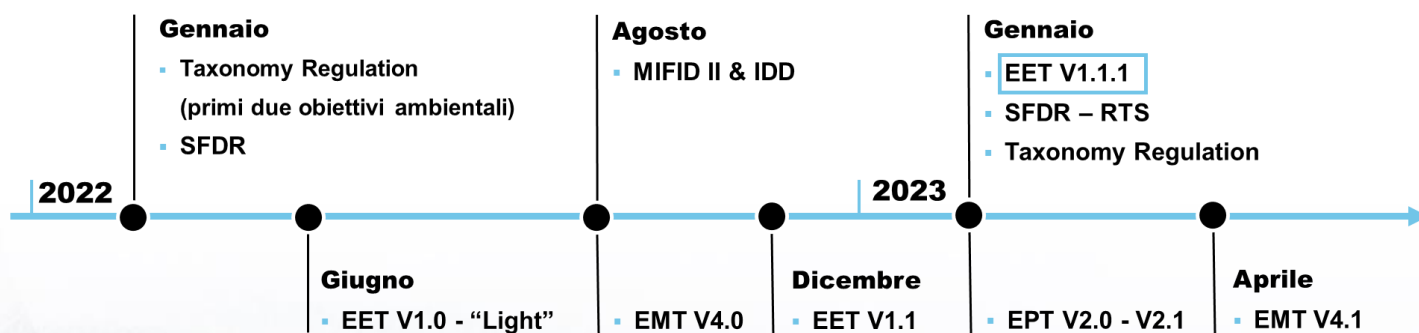 Gennaio
Taxonomy Regulation
(primi due obiettivi ambientali)
SFDR
Agosto
MIFID II & IDD
Gennaio
EET V1.1.1
SFDR – RTS
Taxonomy Regulation
2022
2023
Giugno
EET V1.0 - “Light”
EMT V4.0
Dicembre
EET V1.1
EPT V2.0 - V2.1
Aprile
EMT V4.1